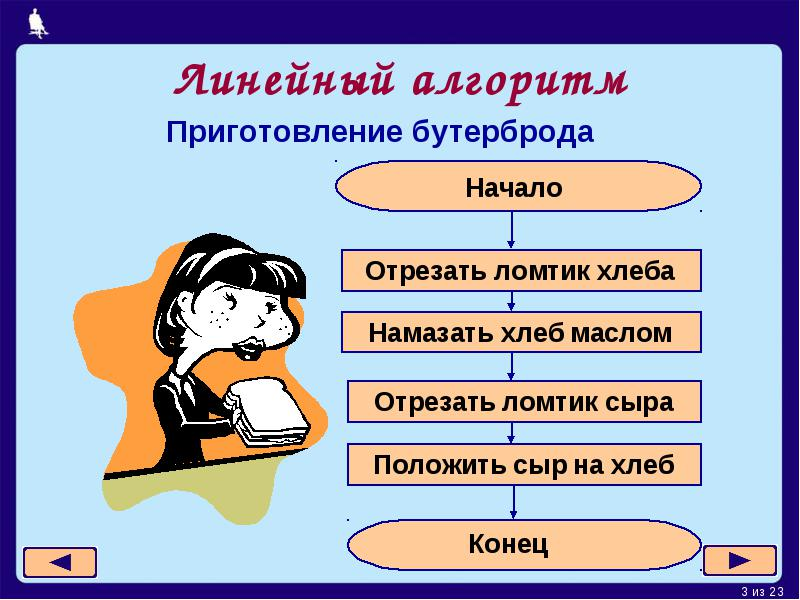 Линейный алгоритм
Приготовление бутерброда
Начало
Отрезать ломтик хлеба
Намазать хлеб маслом
Отрезать ломтик сыра
Положить сыр на хлеб
Конец
3 из 23